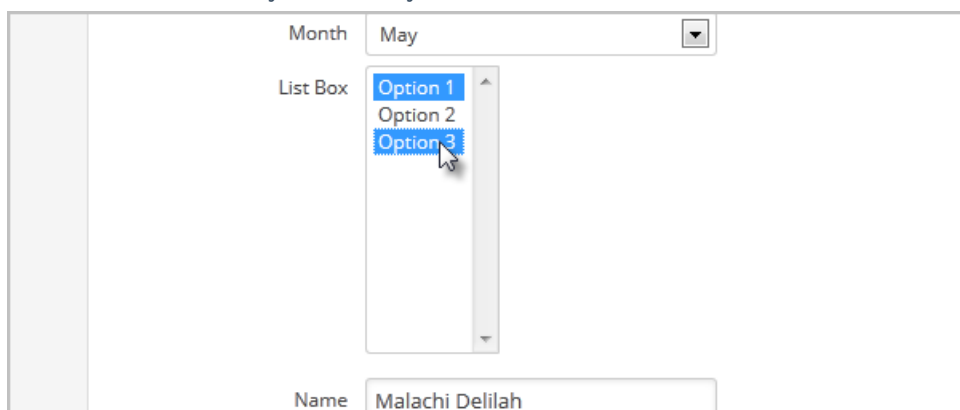 Month May
List Box
Option 1
Option 2
Option 3
Name Malachi Delilah